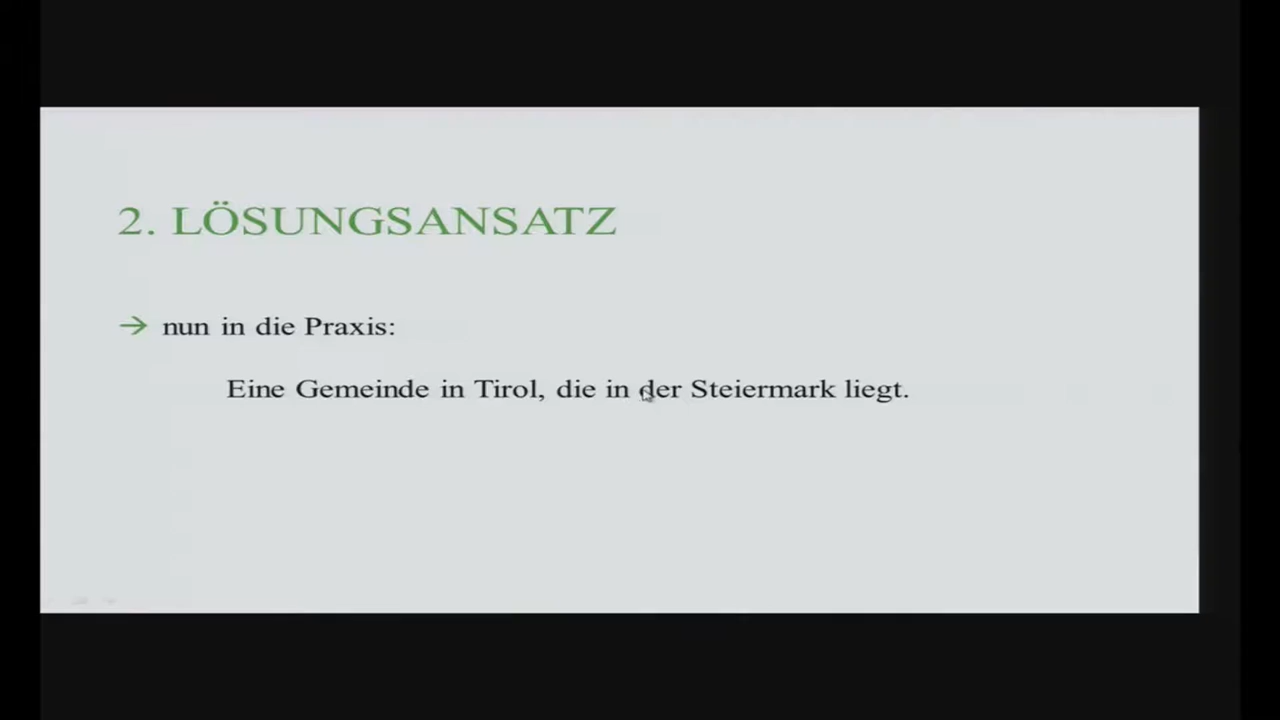 2. LÖSUNGSANSATZ
→ nun in die Praxis:
Eine Gemeinde in Tirol, die in der Steiermark liegt.